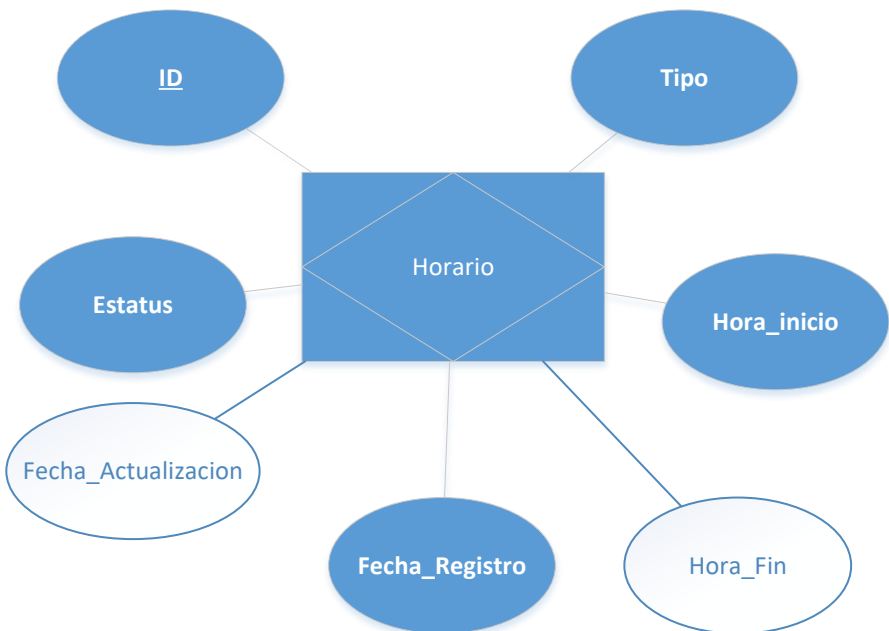 ID
Tipo
Horario
Estatus
Hora_inicio
Fecha_Actualizacion
Fecha_Registro
Hora_Fin